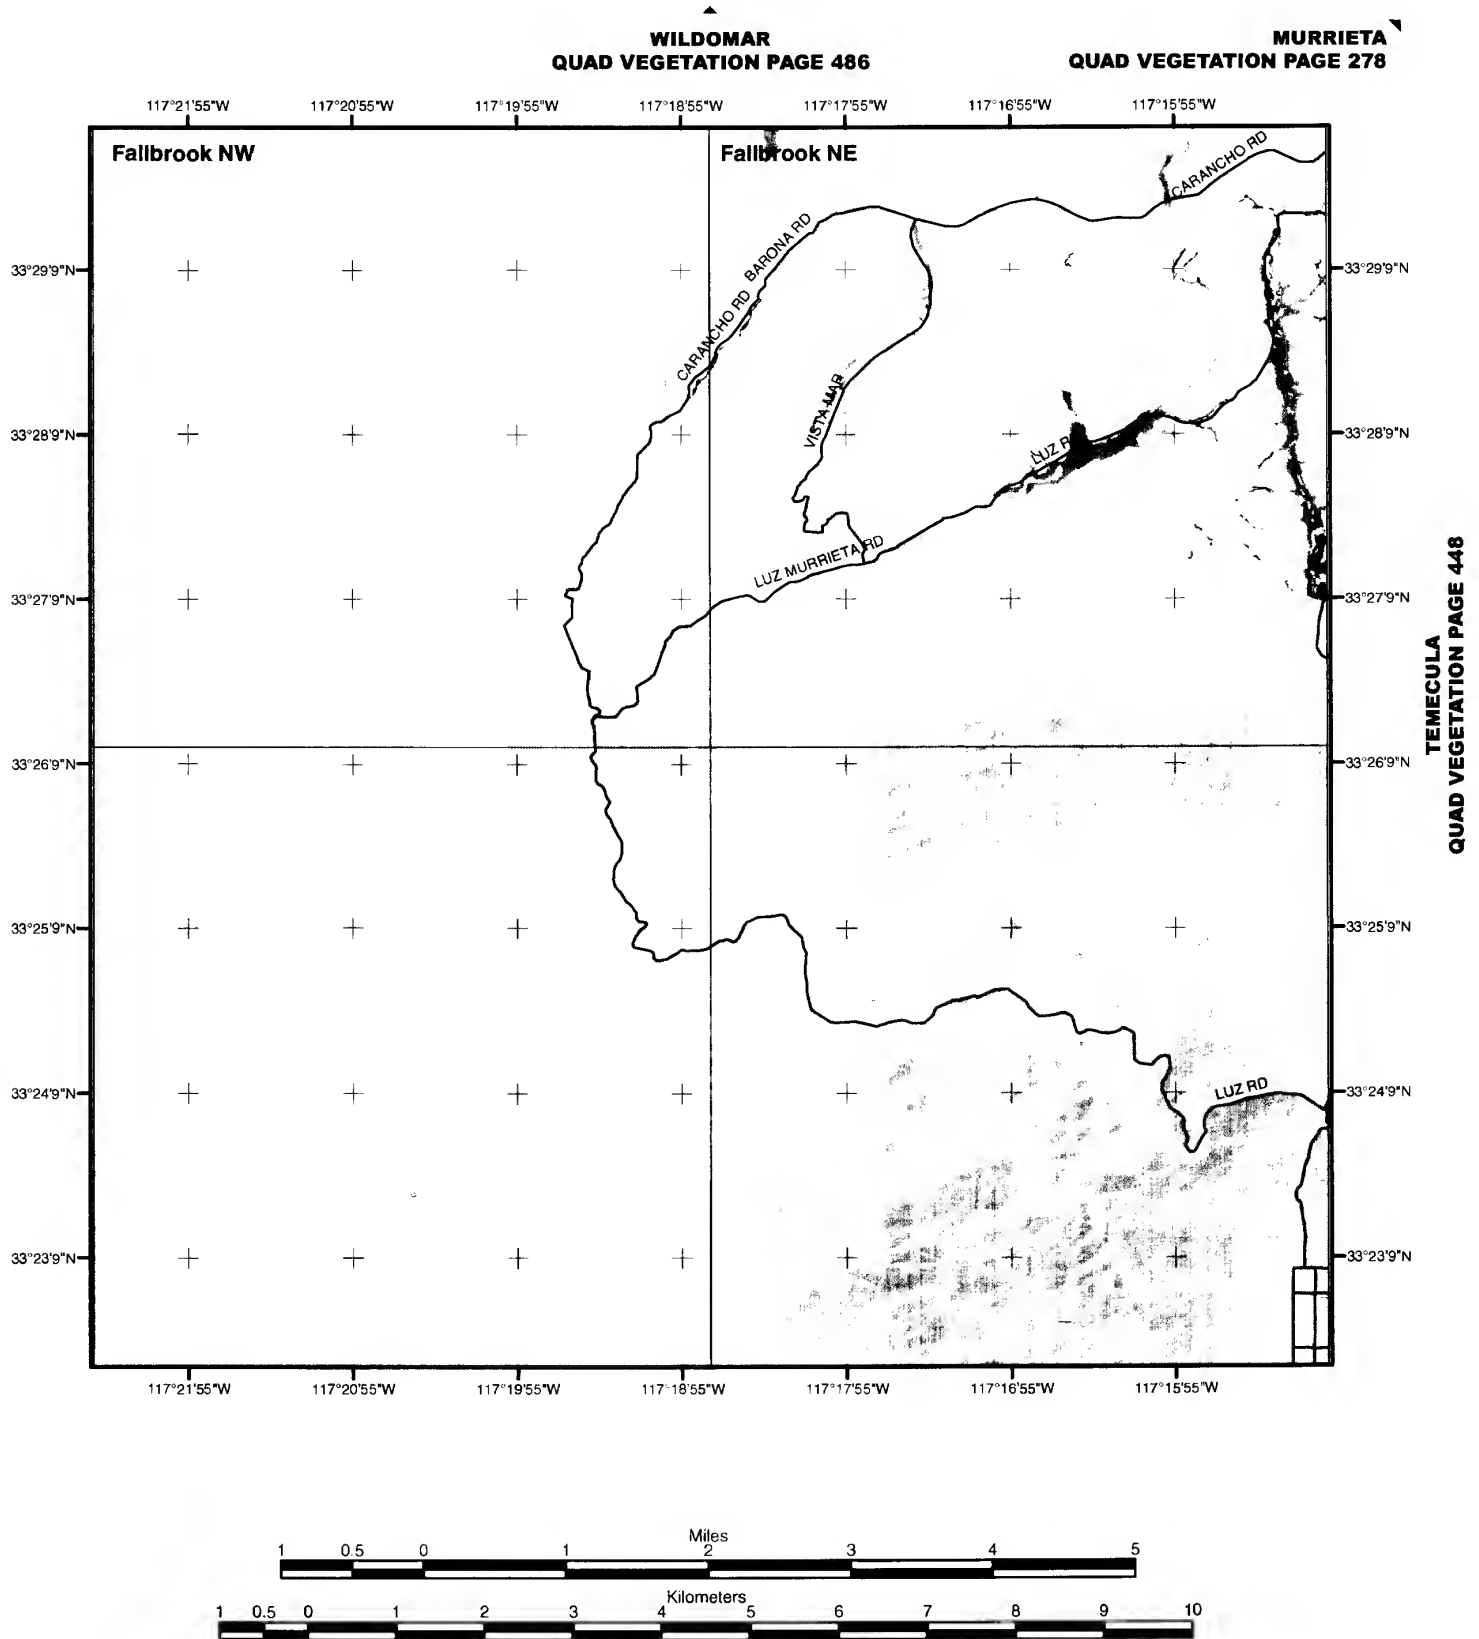 WILDOMAR
QUAD VEGETATION PAGE 486
MURRIETA
QUAD VEGETATION PAGE 278
117°21'55"W 117°20'55"W 117°19'55"W 117°18'55"W 117°17'55"W 117°16'55"W 117°15'55"W
Fallbrook NW
Fallbrook NE
CARANCHO RD
BARONA RD
33°29'9"N
33°29'9"N
CARANCHO RD
VISTA MAR
33°28'9"N
33°28'9"N
LUZ R
LUZ MURRIETA RD
33°27'9"N
33°27'9"N
TEMECULA
QUAD VEGETATION PAGE 448
33°26'9"N
33°26'9"N
33°25'9"N
33°25'9"N
33°24'9"N
33°24'9"N
LUZ RD
33°23'9"N
33°23'9"N
117°21'55"W 117°20'55"W 117°19'55"W 117°18'55"W 117°17'55"W 117°16'55"W 117°15'55"W
Miles
1 0.5 0 1 2 3 4 5
Kilometers
1 0.5 0 1 2 3 4 5 6 7 8 9 10